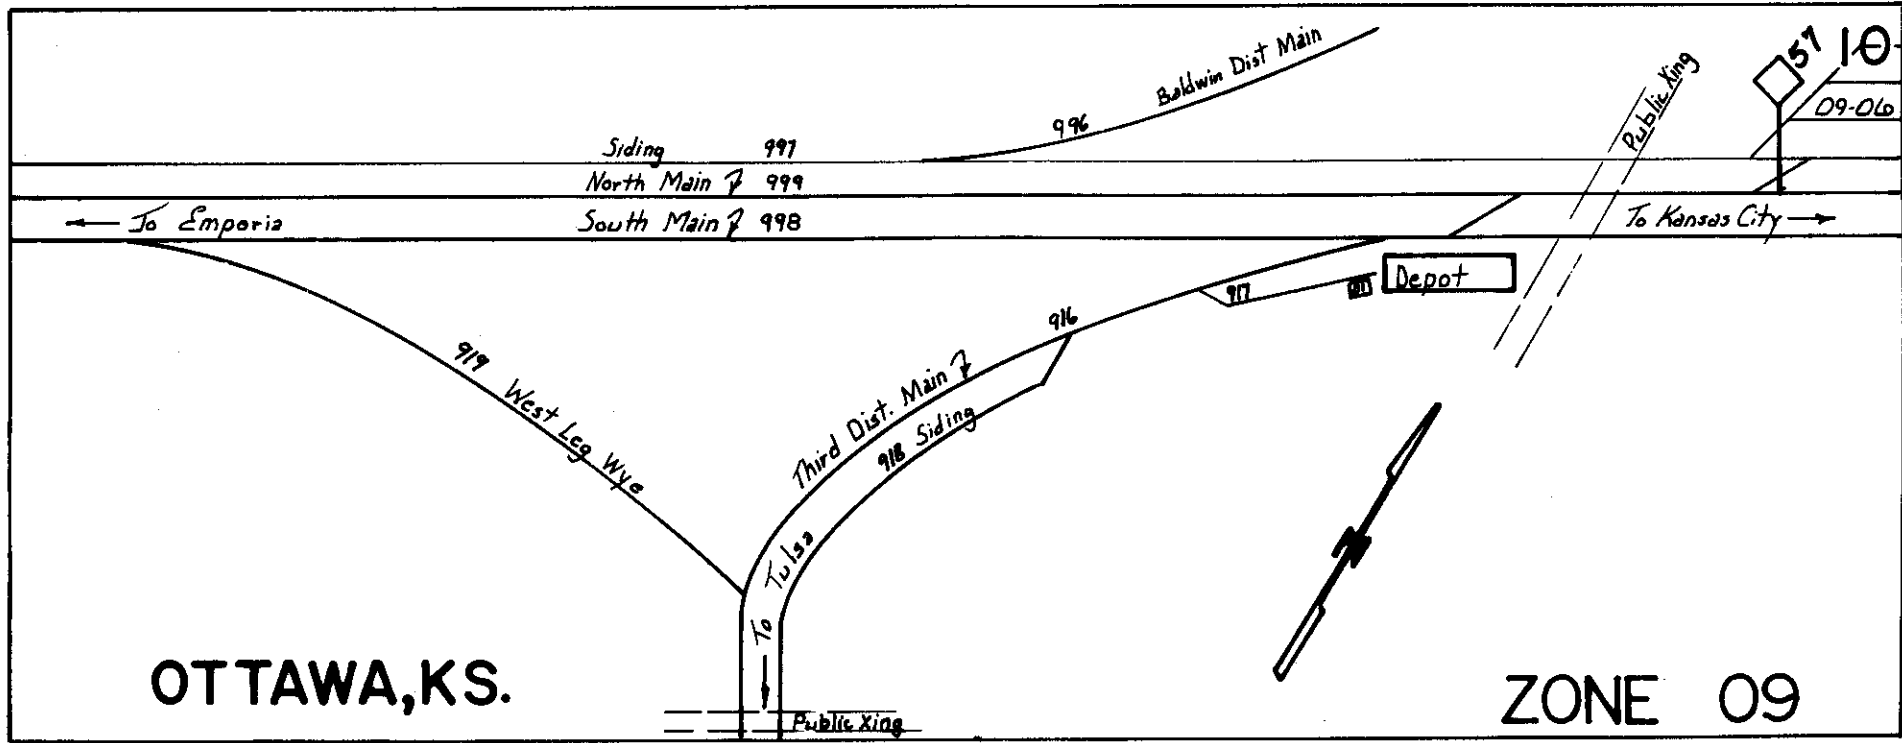 Baldwin Dist Main
996
Public Xing
57
10
09-06
Siding 997
North Main 999
South Main 998
To Emporia
To Kansas City
Depot
917
916
919 West Leg Wye
Third Dist. Main
918 Siding
To Tulsa
N
OTTAWA, KS.
Public Xing
ZONE 09